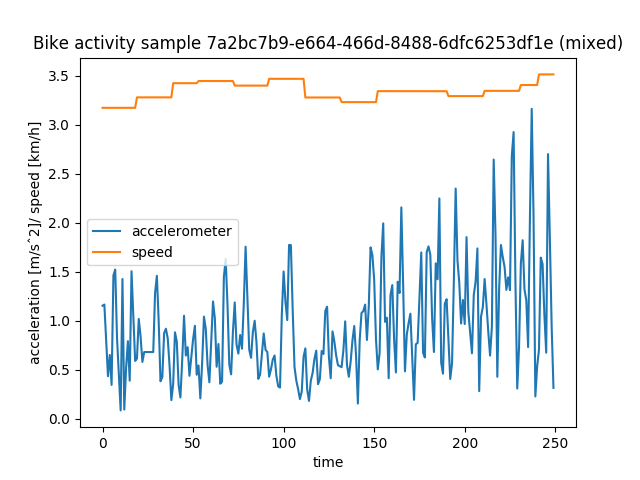 Bike activity sample 7a2bc7b9-e664-466d-8488-6dfc6253df1e (mixed)
acceleration [m/s^2]/ speed [km/h]
3.5
3.0
2.5
2.0
1.5
1.0
0.5
0.0
accelerometer
speed
0 50 100 150 200 250
time